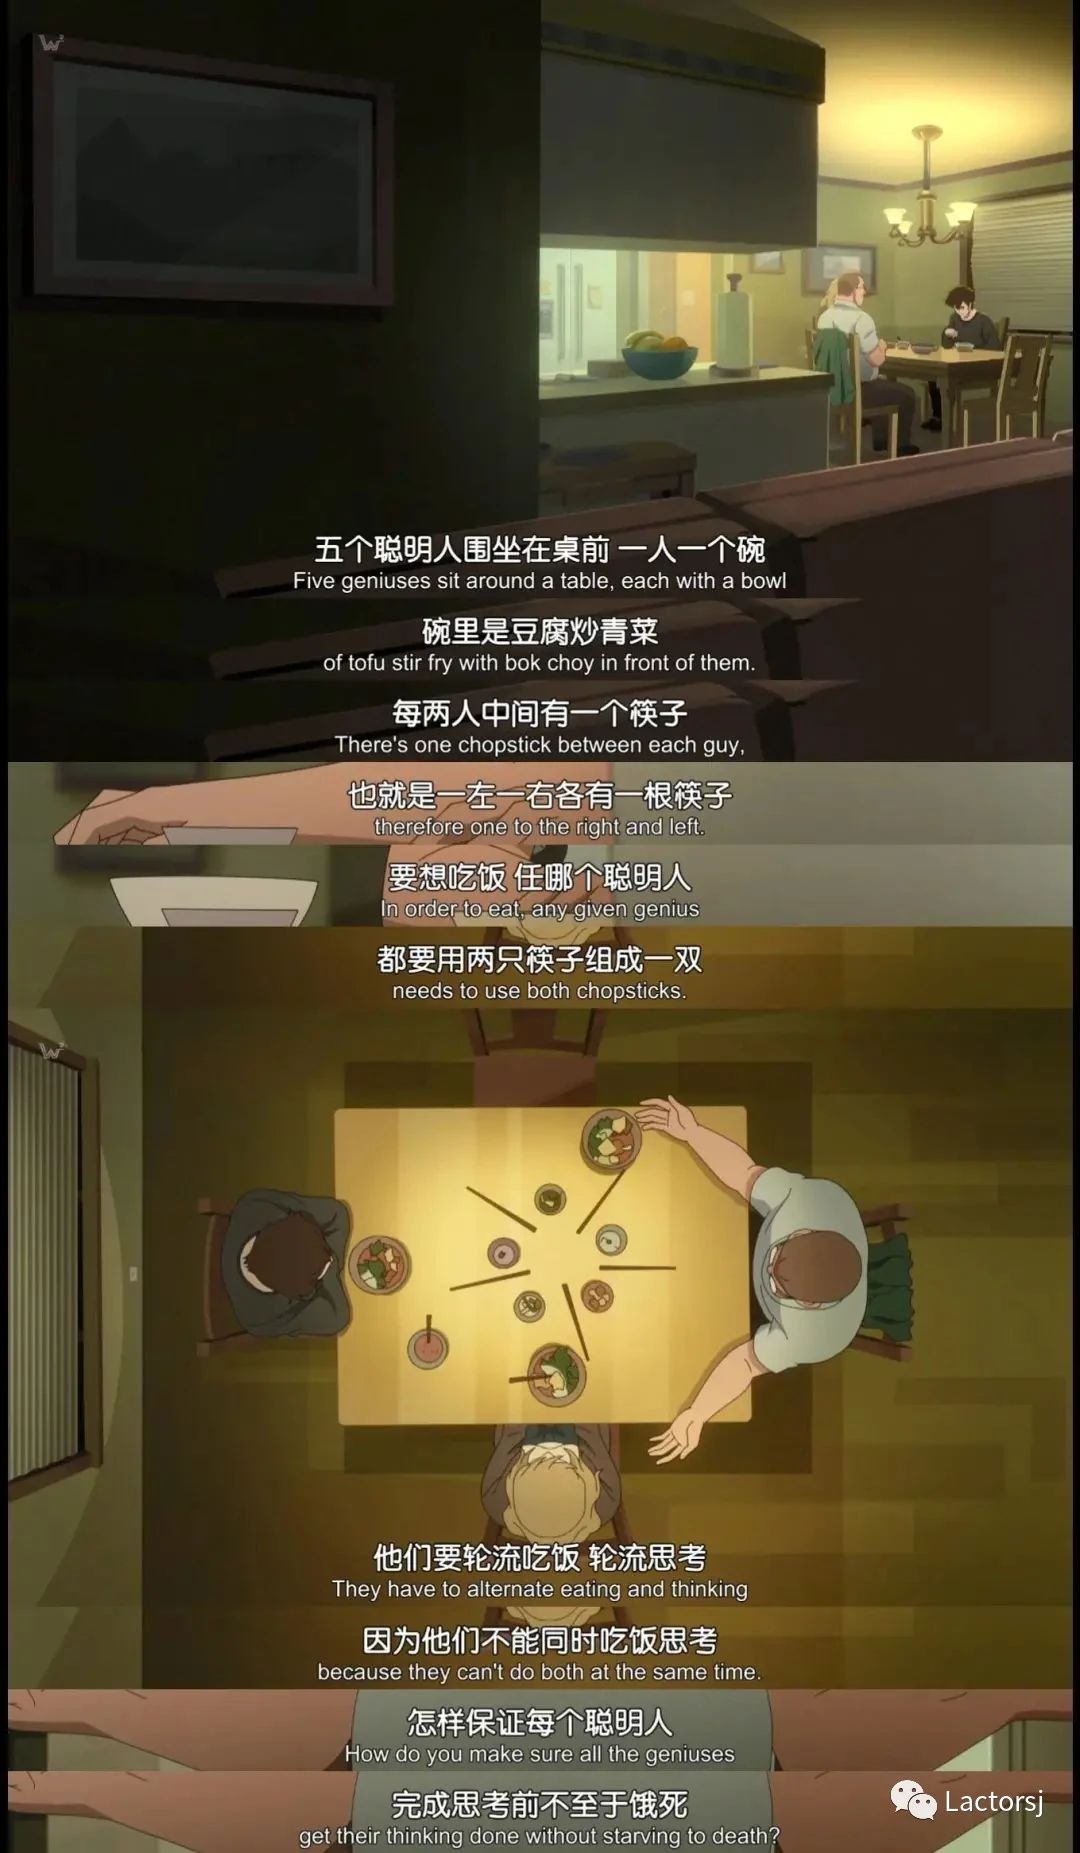 W²
五个聪明人围坐在桌前 一人一个碗
Five geniuses sit around a table, each with a bowl
碗里是豆腐炒青菜
of tofu stir fry with bok choy in front of them.
每两人中间有一个筷子
There's one chopstick between each guy,
也就是一左一右各有一根筷子
therefore one to the right and left.
要想吃饭 任哪个聪明人
In order to eat, any given genius
都要用两只筷子组成一双
needs to use both chopsticks.
W²
他们要轮流吃饭 轮流思考
They have to alternate eating and thinking
因为他们不能同时吃饭思考
because they can't do both at the same time.
怎样保证每个聪明人
How do you make sure all the geniuses
完成思考前不至于饿死
get their thinking done without starving to death?
Lactorsj